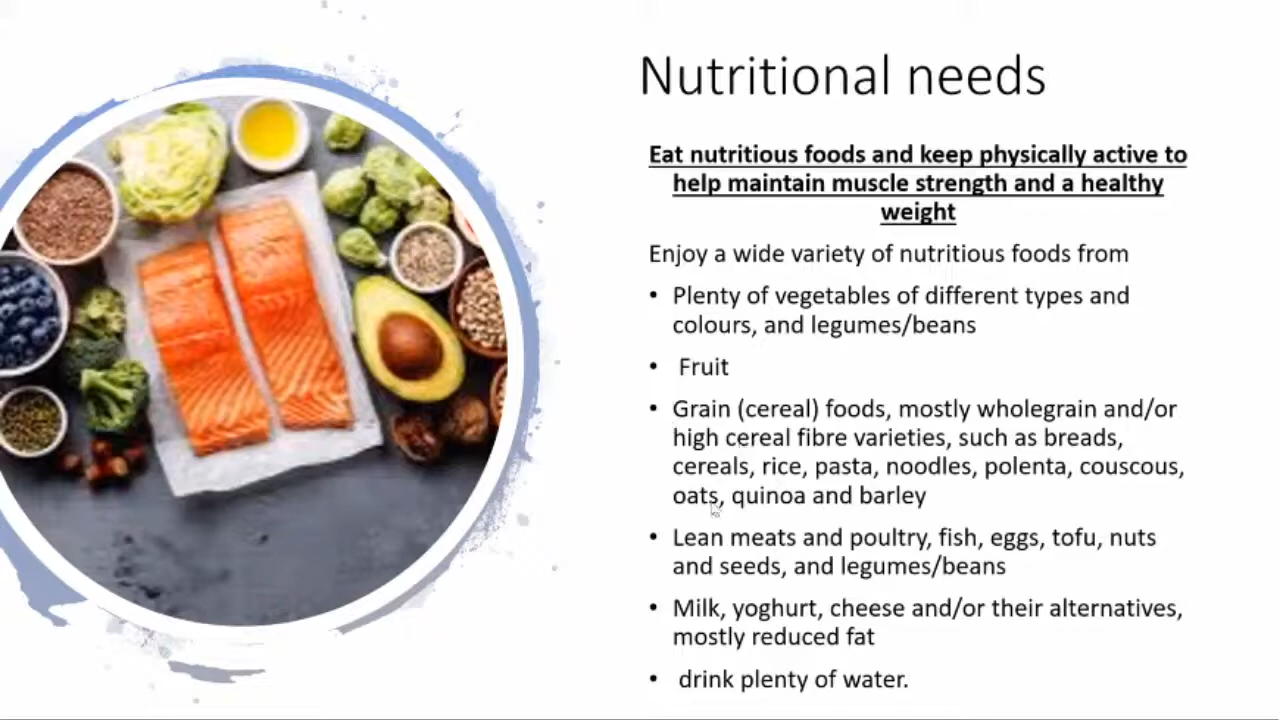 Nutritional needs
Eat nutritious foods and keep physically active to
help maintain muscle strength and a healthy
weight
Enjoy a wide variety of nutritious foods from
• Plenty of vegetables of different types and
colours, and legumes/beans
• Fruit
• Grain (cereal) foods, mostly wholegrain and/or
high cereal fibre varieties, such as breads,
cereals, rice, pasta, noodles, polenta, couscous,
oats, quinoa and barley
• Lean meats and poultry, fish, eggs, tofu, nuts
and seeds, and legumes/beans
• Milk, yoghurt, cheese and/or their alternatives,
mostly reduced fat
• drink plenty of water.